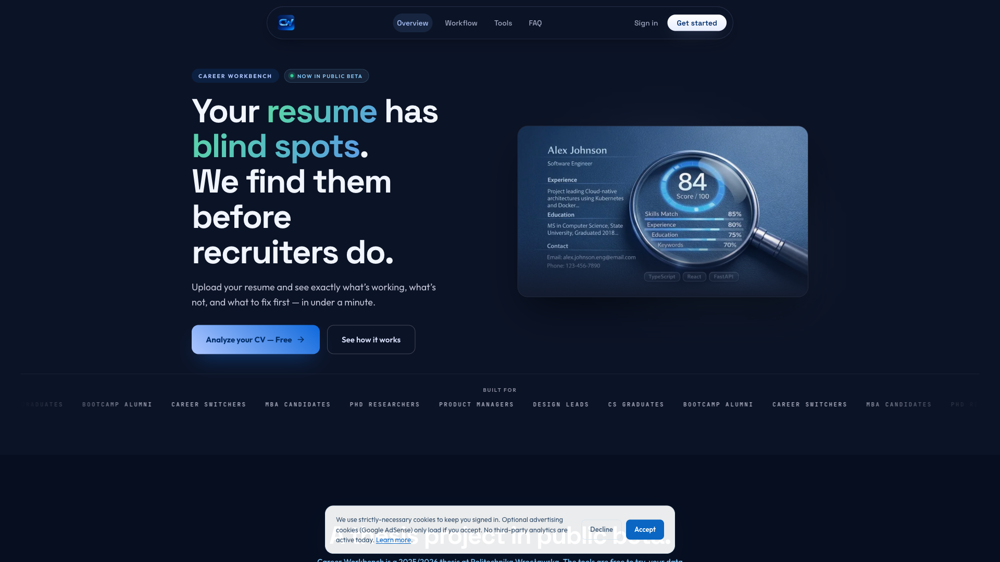 CW
Overview
Workflow
Tools
FAQ
Sign in
Get started
CAREER WORKBENCH
NOW IN PUBLIC BETA
Your resume has
blind spots.
We find them
before
recruiters do.
Upload your resume and see exactly what's working, what's
not, and what to fix first — in under a minute.
Analyze your CV — Free →
See how it works
Alex Johnson
Software Engineer
Experience
Project leading Cloud-native
architectures using Kubernetes
and Docker...
Education
MS in Computer Science, State
University, Graduated 2018...
Contact
Email: alex.johnson.eng@email.com
Phone: 123-456-7890
84
Score / 100
Skills Match 85%
Experience 80%
Education 75%
Keywords 70%
TypeScript
React
FastAPI
BUILT FOR
BOOTCAMP ALUMNI CAREER SWITCHERS MBA CANDIDATES PHD RESEARCHERS PRODUCT MANAGERS DESIGN LEADS CS GRADUATES BOOTCAMP ALUMNI CAREER SWITCHERS MBA CANDIDATES PHD
We use strictly-necessary cookies to keep you signed in. Optional advertising
cookies (Google AdSense) only load if you accept. No third-party analytics are
active today. Learn more.
Decline
Accept
A thesis project in public beta.
Career Workbench is a 2025/2026 thesis at Politechnika Wrocławska. The tools are free to try, your data